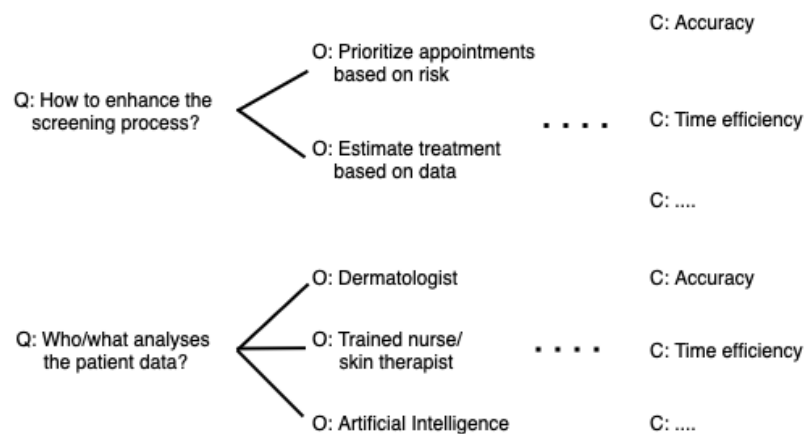 C: Accuracy
O: Prioritize appointments
based on risk
Q: How to enhance the
screening process?
. . . .
C: Time efficiency
O: Estimate treatment
based on data
C: ....
O: Dermatologist
C: Accuracy
Q: Who/what analyses
the patient data?
O: Trained nurse/
skin therapist
. . . .
C: Time efficiency
O: Artificial Intelligence
C: ....